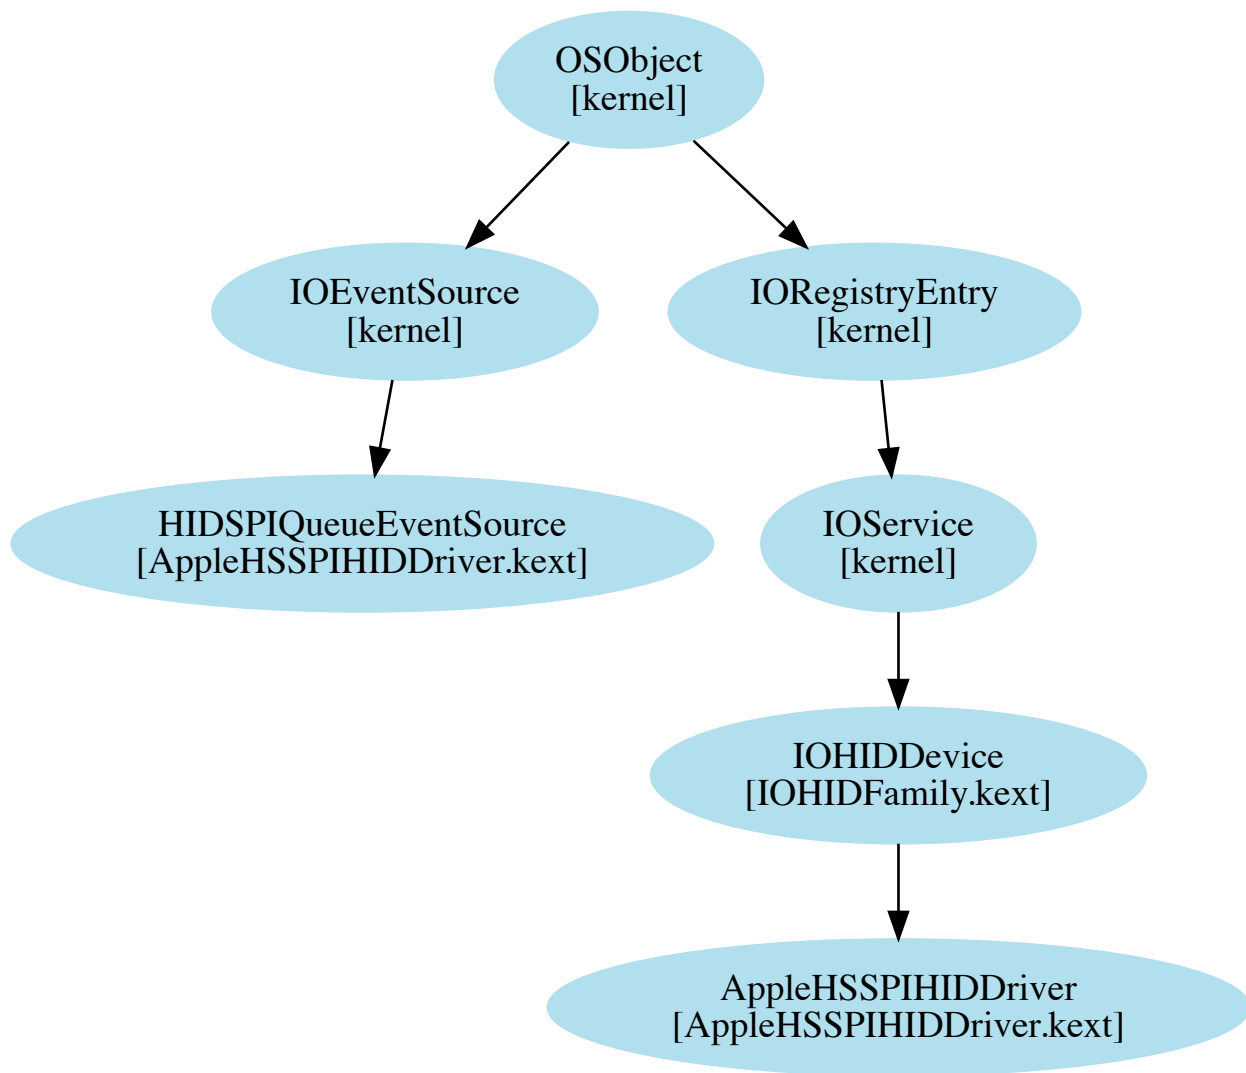 OSObject
[kernel]
IOEventSource
[kernel]
IORegistryEntry
[kernel]
HIDSPIQueueEventSource
[AppleHSSPIHIDDriver.kext]
IOService
[kernel]
IOHIDDevice
[IOHIDFamily.kext]
AppleHSSPIHIDDriver
[AppleHSSPIHIDDriver.kext]